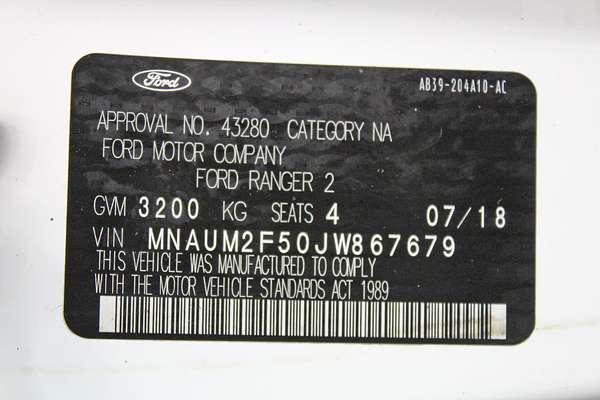 Ford
AB39-204A10-AC
APPROVAL NO. 43280 CATEGORY NA
FORD MOTOR COMPANY
FORD RANGER 2
GVM 3200 KG SEATS 4 07/18
VIN MNAUM2F50JW867679
THIS VEHICLE WAS MANUFACTURED TO COMPLY
WITH THE MOTOR VEHICLE STANDARDS ACT 1989